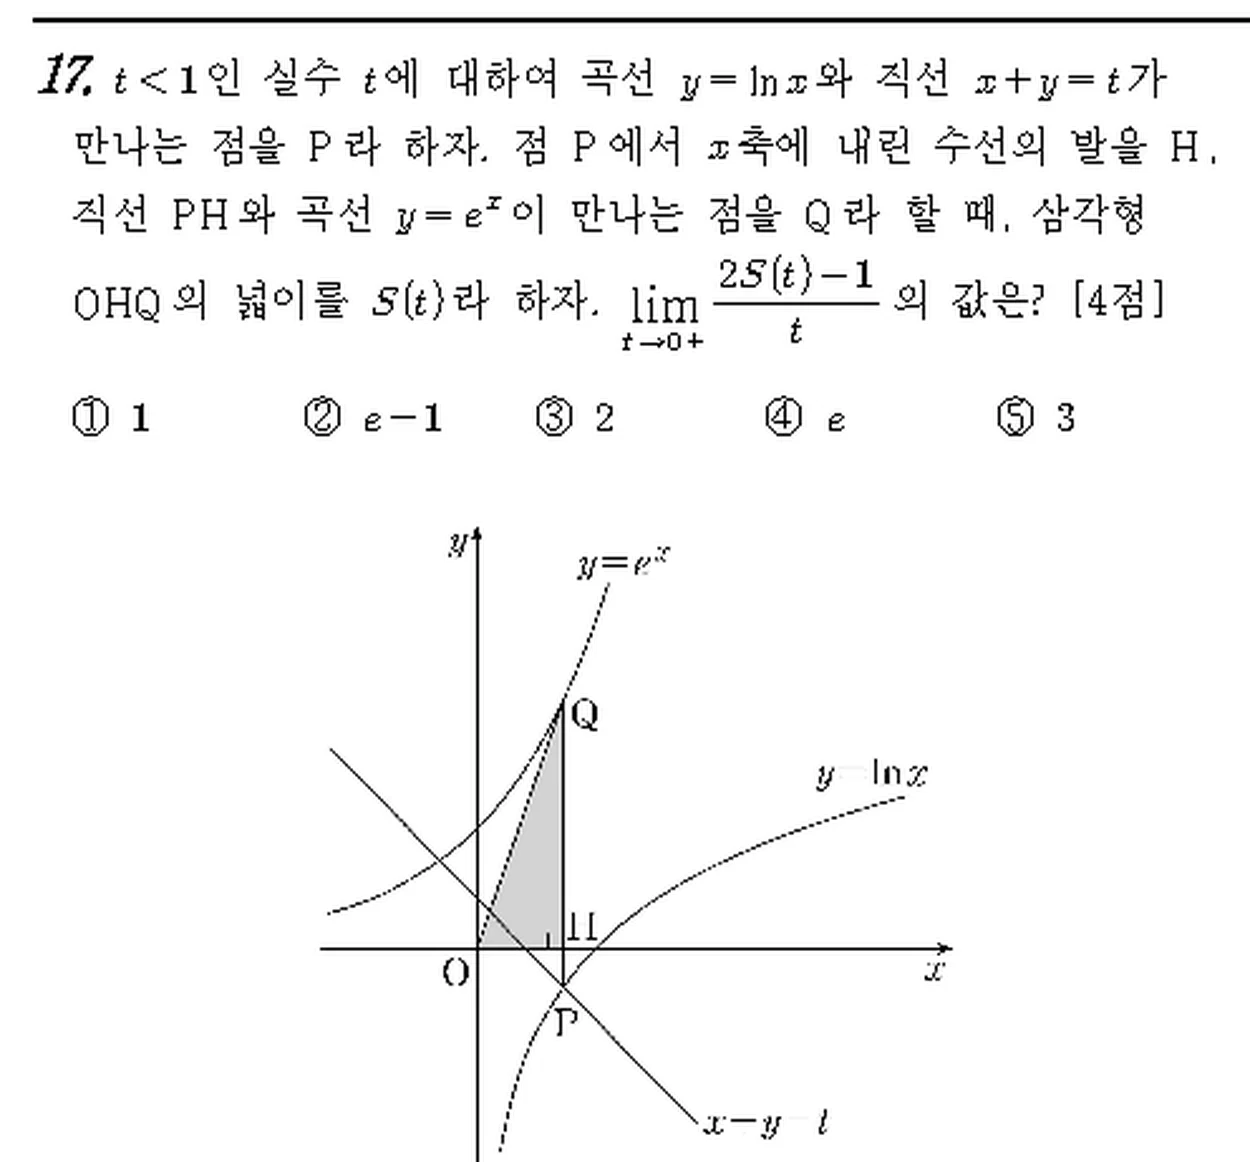 17. t<1인 실수 t에 대하여 곡선 y=ln x와 직선 x+y=t가
만나는 점을 P라 하자. 점 P에서 x축에 내린 수선의 발을 H,
직선 PH와 곡선 y=e^x이 만나는 점을 Q라 할 때, 삼각형
OHQ의 넓이를 S(t)라 하자. lim_{t→0+} (2S(t)-1)/t 의 값은? [4점]
① 1 ② e-1 ③ 2 ④ e ⑤ 3
y
y=e^x
Q
y=ln x
H
O
x
P
x-y-t